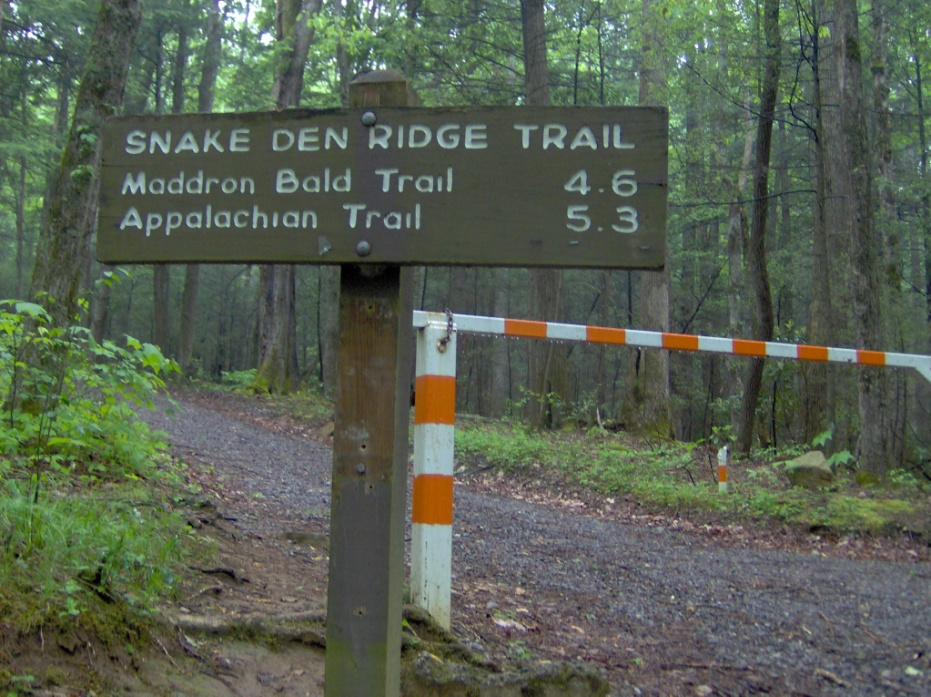 SNAKE DEN RIDGE TRAIL
Maddron Bald Trail 4.6
Appalachian Trail 5.3